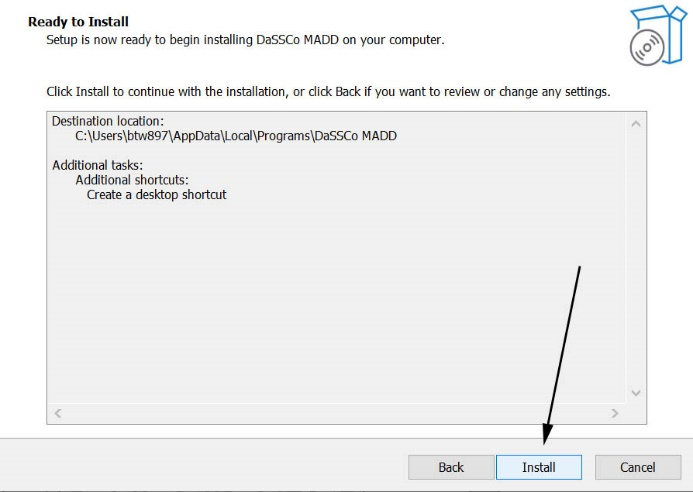 Ready to Install
Setup is now ready to begin installing DaSSCo MADD on your computer.
Click Install to continue with the installation, or click Back if you want to review or change any settings.
Destination location:
C:\Users\btw897\AppData\Local\Programs\DaSSCo MADD
Additional tasks:
Additional shortcuts:
Create a desktop shortcut
Back Install Cancel